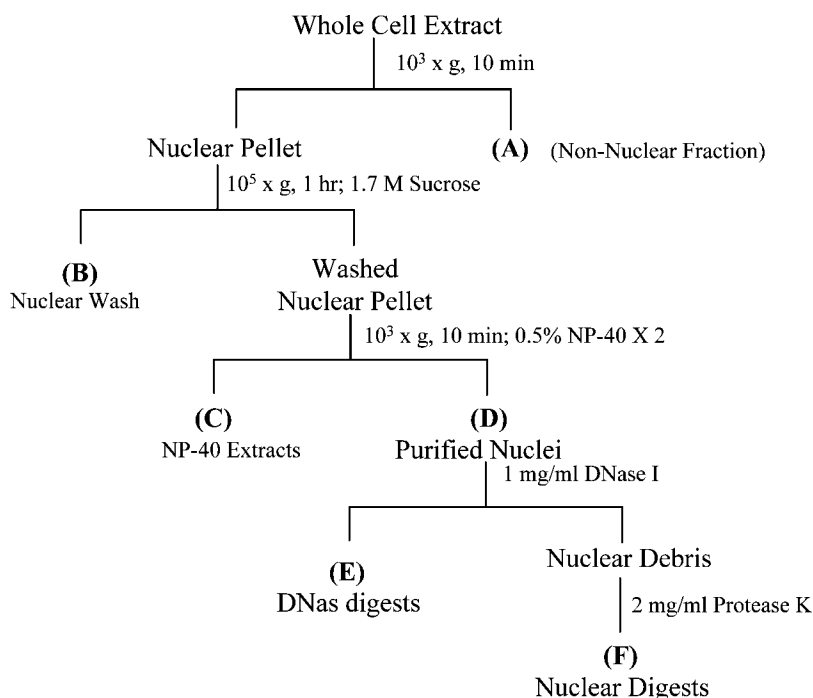 Whole Cell Extract
10³ x g, 10 min
Nuclear Pellet
(A) (Non-Nuclear Fraction)
10⁵ x g, 1 hr; 1.7 M Sucrose
(B)
Nuclear Wash
Washed
Nuclear Pellet
10³ x g, 10 min; 0.5% NP-40 X 2
(C)
NP-40 Extracts
(D)
Purified Nuclei
1 mg/ml DNase I
(E)
DNas digests
Nuclear Debris
2 mg/ml Protease K
(F)
Nuclear Digests